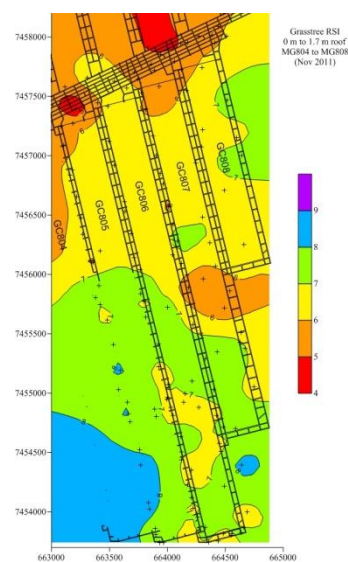 Grasstree RSI
0 m to 1.7 m roof
MG804 to MG808
(Nov 2011)
7458000
7457500
7457000
7456500
7456000
7455500
7455000
7454500
7454000
GC804
GC805
GC806
GC807
GC808
9
8
7
6
5
4
663000
663500
664000
664500
665000